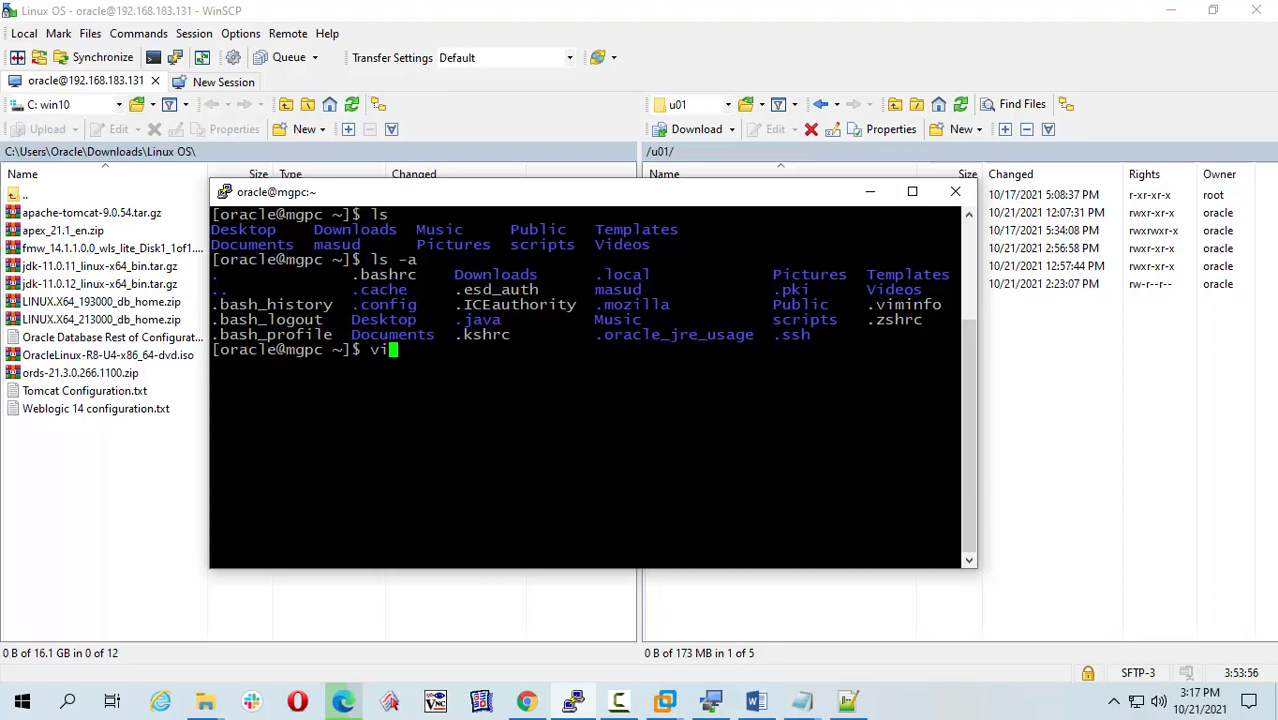 Linux OS - oracle@192.168.183.131 - WinSCP
Local Mark Files Commands Session Options Remote Help
Synchronize Queue Transfer Settings Default
oracle@192.168.183.131 New Session
C: win10 u01 Find Files
Upload Edit Properties New Download Edit Properties New
C:\Users\Oracle\Downloads\Linux OS\ /u01/
Name Size Type Changed Name Size Changed Rights Owner
..
apache-tomcat-9.0.54.tar.gz
apex_21.1_en.zip
fmw_14.1.1.0.0_wls_lite_Disk1_1of1...
jdk-11.0.11_linux-x64_bin.tar.gz
jdk-11.0.12_linux-x64_bin.tar.gz
LINUX.X64_193000_db_home.zip
LINUX.X64_213000_db_home.zip
Oracle Database Rest of Configurat...
OracleLinux-R8-U4-x86_64-dvd.iso
ords-21.3.0.266.1100.zip
Tomcat Configuration.txt
Weblogic 14 configuration.txt
10/17/2021 5:08:37 PM r-xr-xr-x root
10/21/2021 12:07:31 PM rwxr-xr-x oracle
10/17/2021 5:34:08 PM rwxrwxr-x oracle
10/21/2021 2:56:58 PM rwxr-xr-x oracle
10/21/2021 12:57:44 PM rwxr-xr-x oracle
10/21/2021 2:23:07 PM rw-r--r-- oracle
oracle@mgpc:~
[oracle@mgpc ~]$ ls
Desktop Downloads Music Public Templates
Documents masud Pictures scripts Videos
[oracle@mgpc ~]$ ls -a
. .bashrc Downloads .local Pictures Templates
.. .cache .esd_auth masud .pki Videos
.bash_history .config .ICEauthority .mozilla Public .viminfo
.bash_logout Desktop .java Music scripts .zshrc
.bash_profile Documents .kshrc .oracle_jre_usage .ssh
[oracle@mgpc ~]$ vi
0 B of 16.1 GB in 0 of 12 0 B of 173 MB in 1 of 5 SFTP-3 3:53:56
3:17 PM
10/21/2021